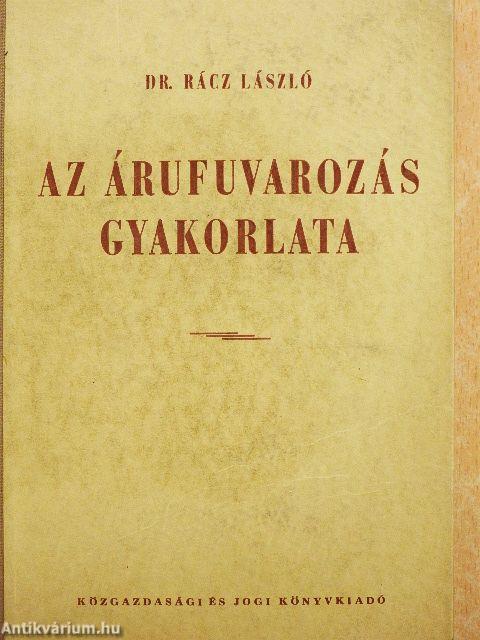 DR. RÁCZ LÁSZLÓ
AZ ÁRUFUVAROZÁS
GYAKORLATA
KÖZGAZDASÁGI ÉS JOGI KÖNYVKIADÓ
Antikvárium.hu